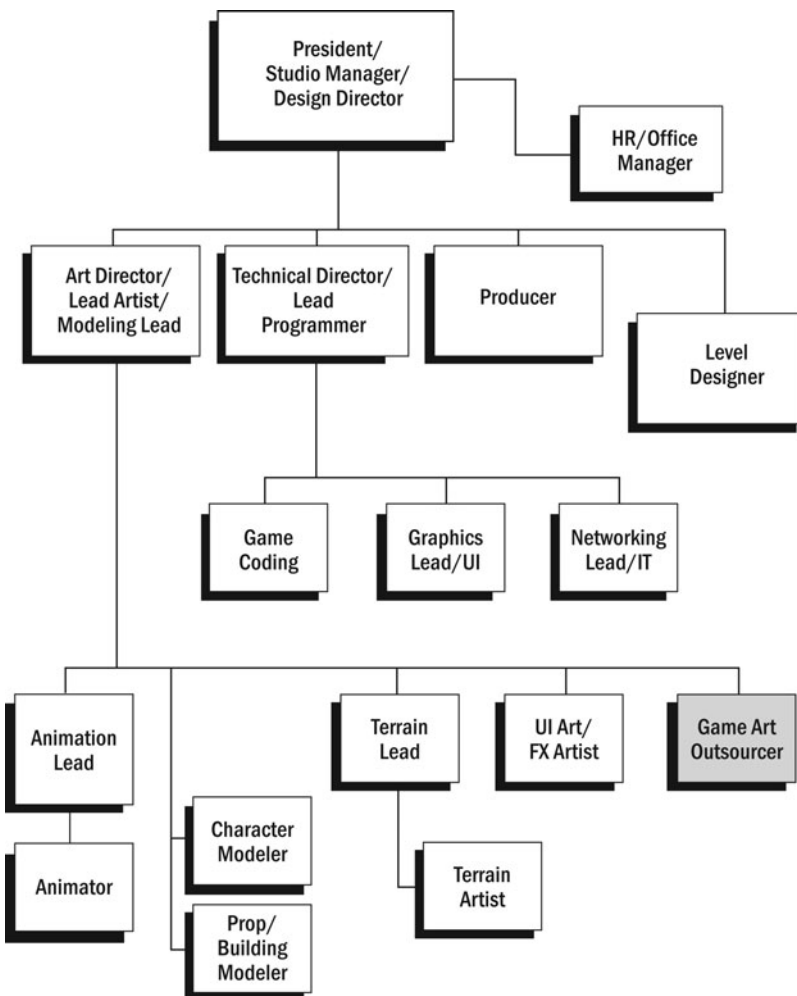 President/
Studio Manager/
Design Director
HR/Office
Manager
Art Director/
Lead Artist/
Modeling Lead
Technical Director/
Lead
Programmer
Producer
Level
Designer
Game
Coding
Graphics
Lead/UI
Networking
Lead/IT
Animation
Lead
Terrain
Lead
UI Art/
FX Artist
Game Art
Outsourcer
Character
Modeler
Animator
Terrain
Artist
Prop/
Building
Modeler